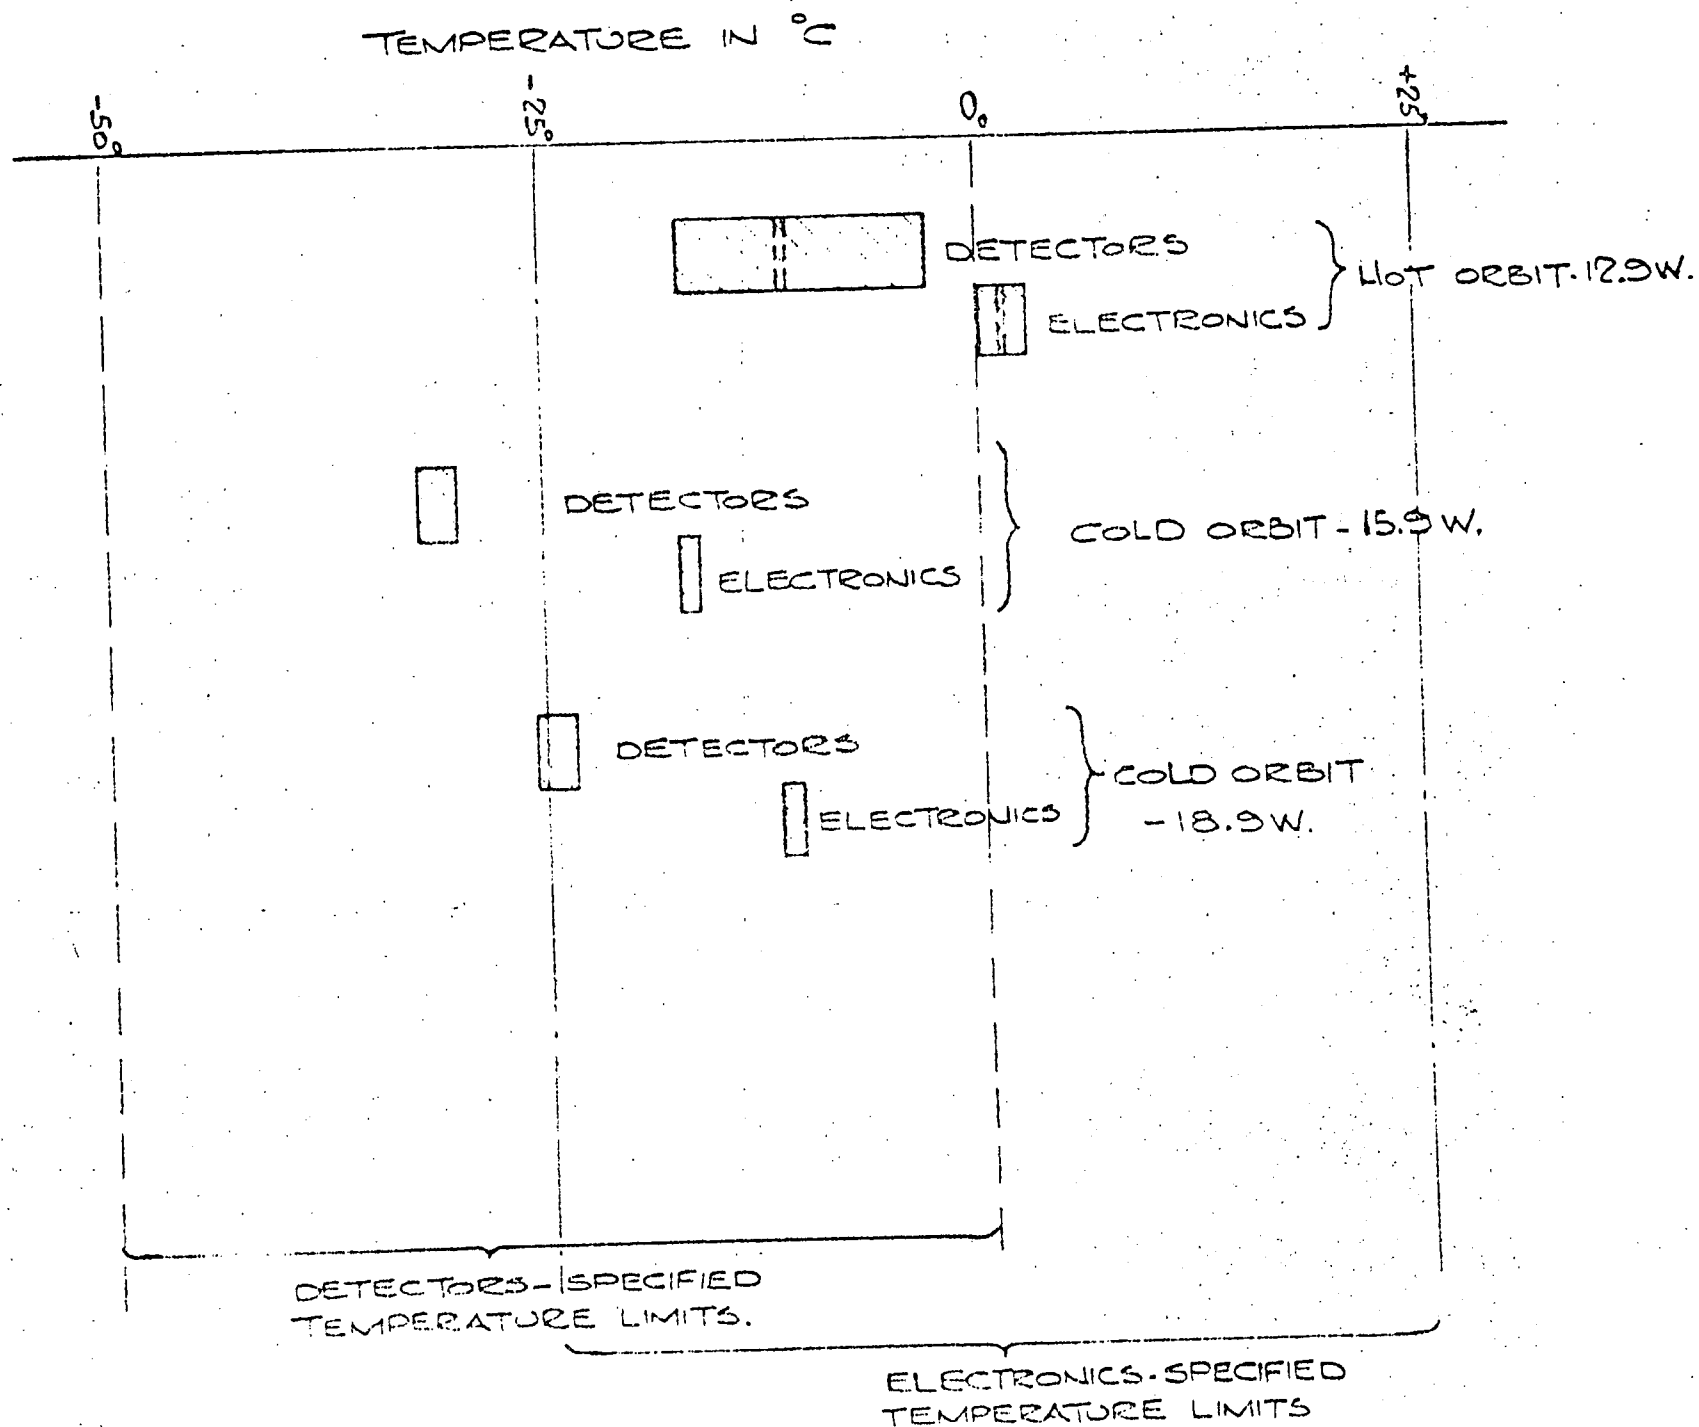 TEMPERATURE IN °C
-50° -25° 0° +25°
DETECTORS
ELECTRONICS
HOT ORBIT-12.9W.
DETECTORS
ELECTRONICS
COLD ORBIT-15.9W.
DETECTORS
ELECTRONICS
COLD ORBIT
-18.9W.
DETECTORS-SPECIFIED
TEMPERATURE LIMITS.
ELECTRONICS-SPECIFIED
TEMPERATURE LIMITS